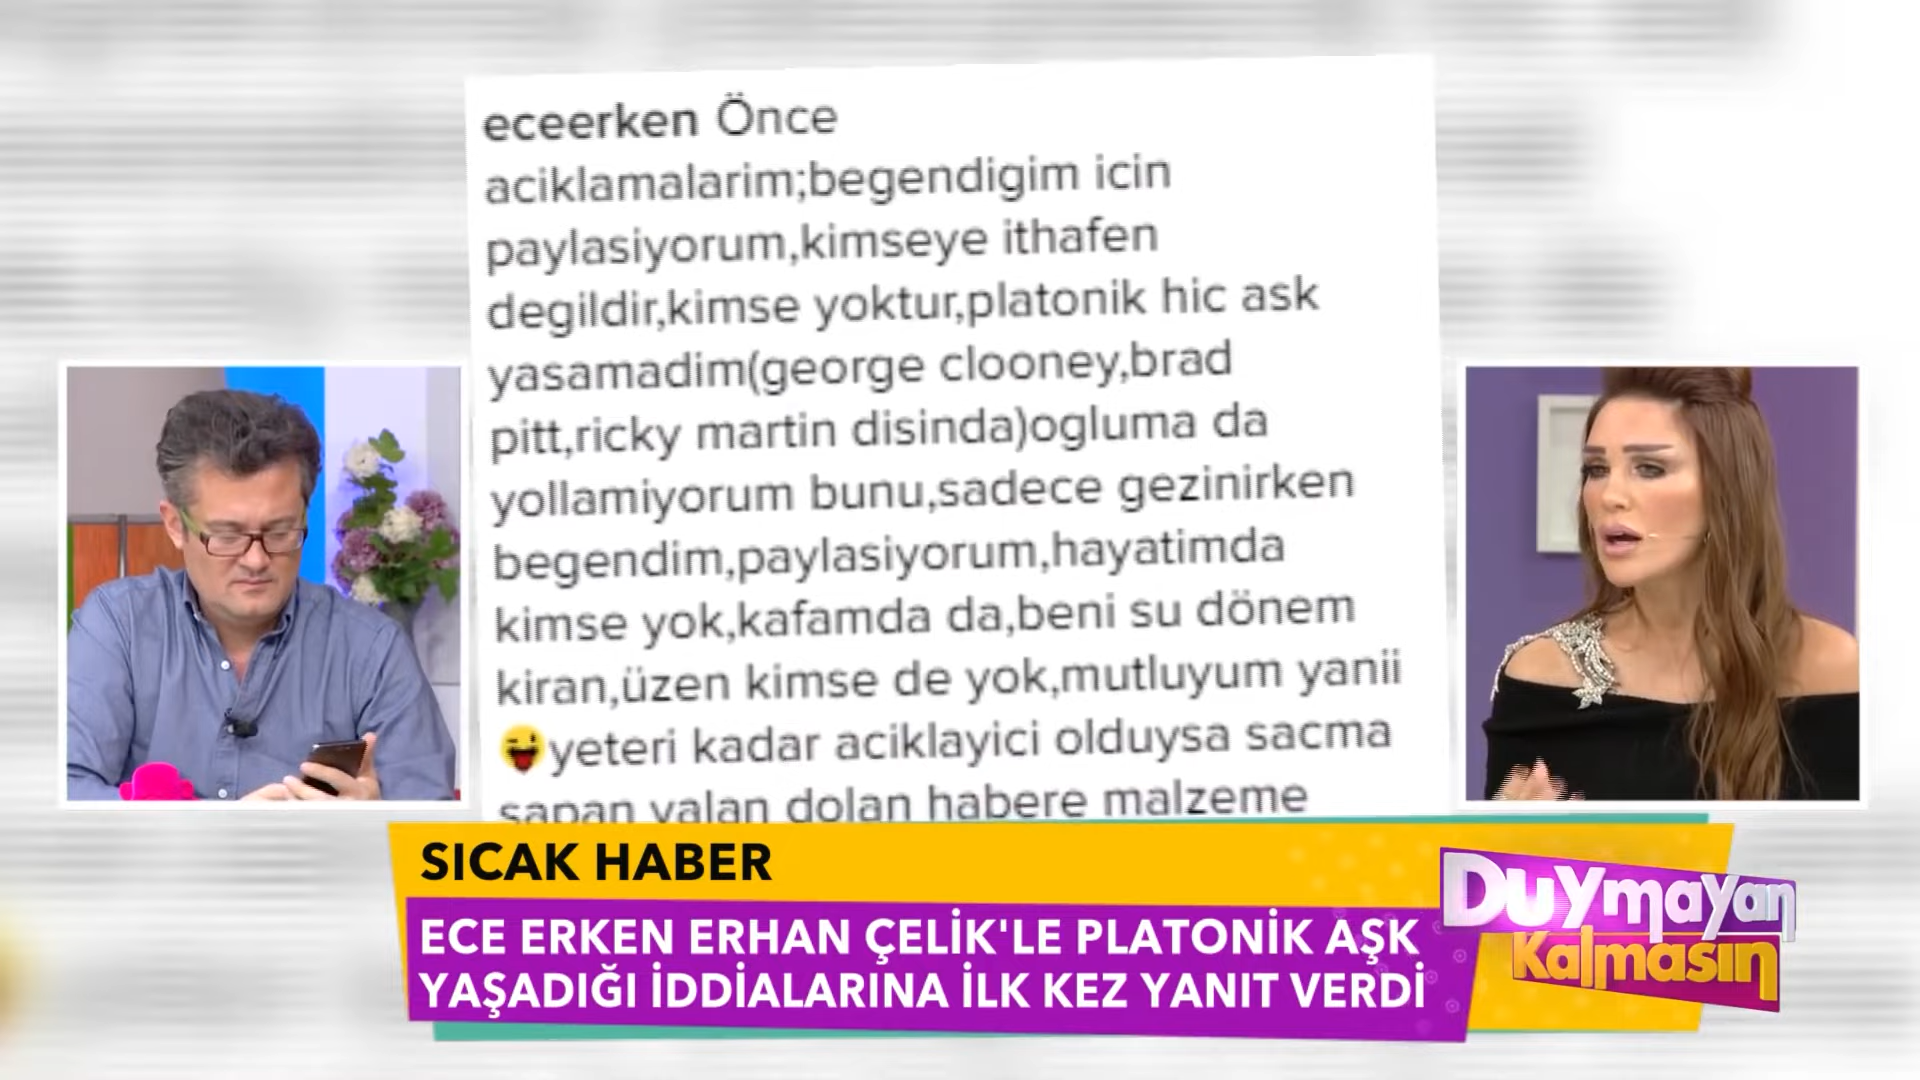 eceerken Önce
aciklamalarim;begendigim icin
paylasiyorum,kimseye ithafen
degildir,kimse yoktur,platonik hic ask
yasamadim(george clooney,brad
pitt,ricky martin disinda)ogluma da
yollamiyorum bunu,sadece gezinirken
begendim,paylasiyorum,hayatimda
kimse yok,kafamda da,beni su dönem
kiran,üzen kimse de yok,mutluyum yanii
😜yeteri kadar aciklayici olduysa sacma
sapan yalan dolan habere malzeme
SICAK HABER
ECE ERKEN ERHAN ÇELİK'LE PLATONİK AŞK
YAŞADIĞI İDDİALARINA İLK KEZ YANIT VERDİ
Duymayan
Kalmasın